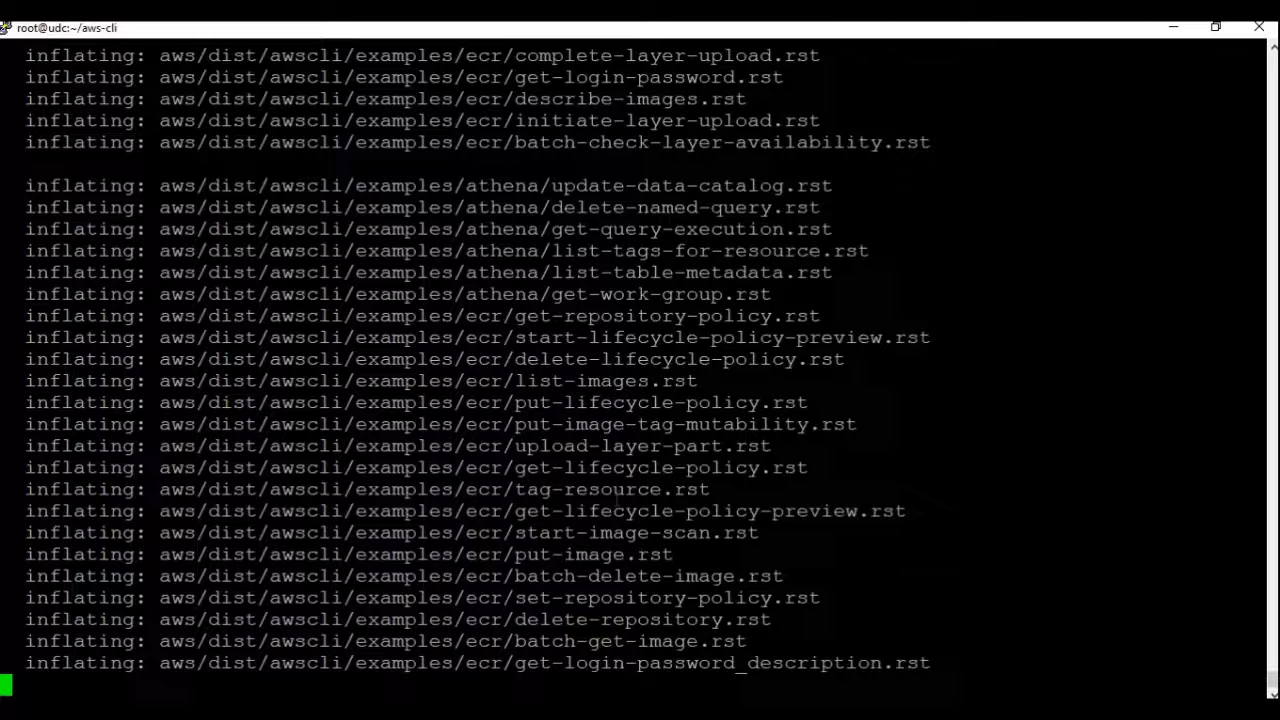 root@udc:~/aws-cli
inflating: aws/dist/awscli/examples/ecr/complete-layer-upload.rst
inflating: aws/dist/awscli/examples/ecr/get-login-password.rst
inflating: aws/dist/awscli/examples/ecr/describe-images.rst
inflating: aws/dist/awscli/examples/ecr/initiate-layer-upload.rst
inflating: aws/dist/awscli/examples/ecr/batch-check-layer-availability.rst
inflating: aws/dist/awscli/examples/athena/update-data-catalog.rst
inflating: aws/dist/awscli/examples/athena/delete-named-query.rst
inflating: aws/dist/awscli/examples/athena/get-query-execution.rst
inflating: aws/dist/awscli/examples/athena/list-tags-for-resource.rst
inflating: aws/dist/awscli/examples/athena/list-table-metadata.rst
inflating: aws/dist/awscli/examples/athena/get-work-group.rst
inflating: aws/dist/awscli/examples/ecr/get-repository-policy.rst
inflating: aws/dist/awscli/examples/ecr/start-lifecycle-policy-preview.rst
inflating: aws/dist/awscli/examples/ecr/delete-lifecycle-policy.rst
inflating: aws/dist/awscli/examples/ecr/list-images.rst
inflating: aws/dist/awscli/examples/ecr/put-lifecycle-policy.rst
inflating: aws/dist/awscli/examples/ecr/put-image-tag-mutability.rst
inflating: aws/dist/awscli/examples/ecr/upload-layer-part.rst
inflating: aws/dist/awscli/examples/ecr/get-lifecycle-policy.rst
inflating: aws/dist/awscli/examples/ecr/tag-resource.rst
inflating: aws/dist/awscli/examples/ecr/get-lifecycle-policy-preview.rst
inflating: aws/dist/awscli/examples/ecr/start-image-scan.rst
inflating: aws/dist/awscli/examples/ecr/put-image.rst
inflating: aws/dist/awscli/examples/ecr/batch-delete-image.rst
inflating: aws/dist/awscli/examples/ecr/set-repository-policy.rst
inflating: aws/dist/awscli/examples/ecr/delete-repository.rst
inflating: aws/dist/awscli/examples/ecr/batch-get-image.rst
inflating: aws/dist/awscli/examples/ecr/get-login-password_description.rst